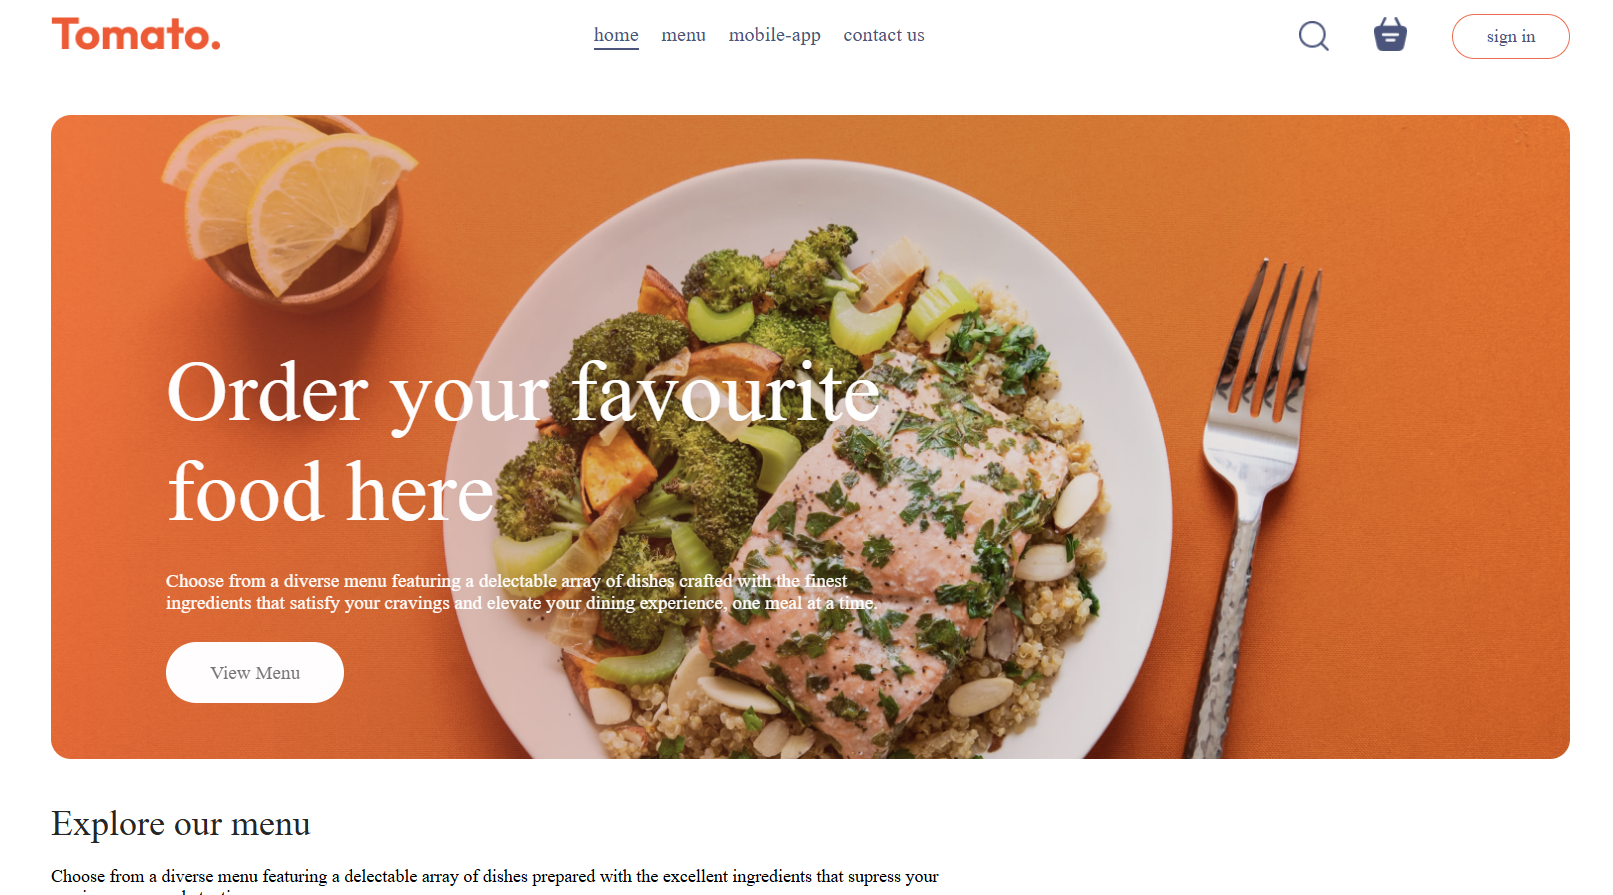 Tomato.
home menu mobile-app contact us
sign in
Order your favourite
food here
Choose from a diverse menu featuring a delectable array of dishes crafted with the finest
ingredients that satisfy your cravings and elevate your dining experience, one meal at a time.
View Menu
Explore our menu
Choose from a diverse menu featuring a delectable array of dishes prepared with the excellent ingredients that supress your